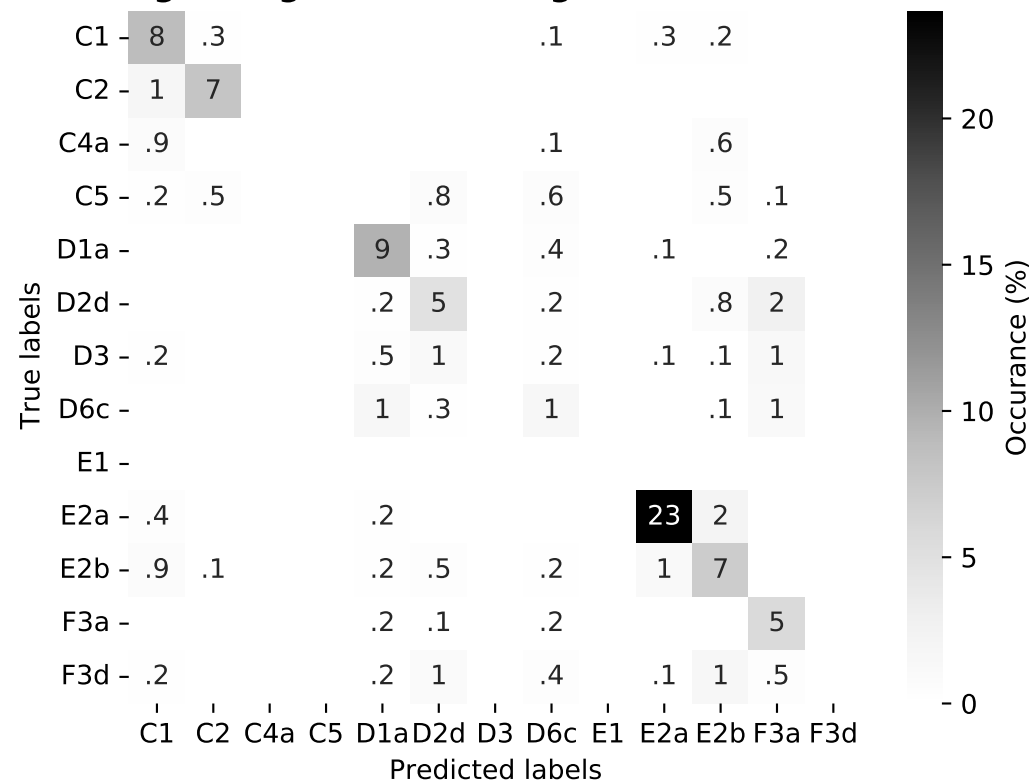 C1 8 .3 .1 .3 .2
C2 1 7
C4a .9 .1 .6
C5 .2 .5 .8 .6 .5 .1
D1a 9 .3 .4 .1 .2
D2d .2 5 .2 .8 2
D3 .2 .5 1 .2 .1 .1 1
D6c 1 .3 1 .1 1
E1
E2a .4 .2 23 2
E2b .9 .1 .2 .5 .2 1 7
F3a .2 .1 .2 5
F3d .2 .2 1 .4 .1 1 .5
C1 C2 C4a C5 D1a D2d D3 D6c E1 E2a E2b F3a F3d
Predicted labels
True labels
20
15
10
5
0
Occurance (%)